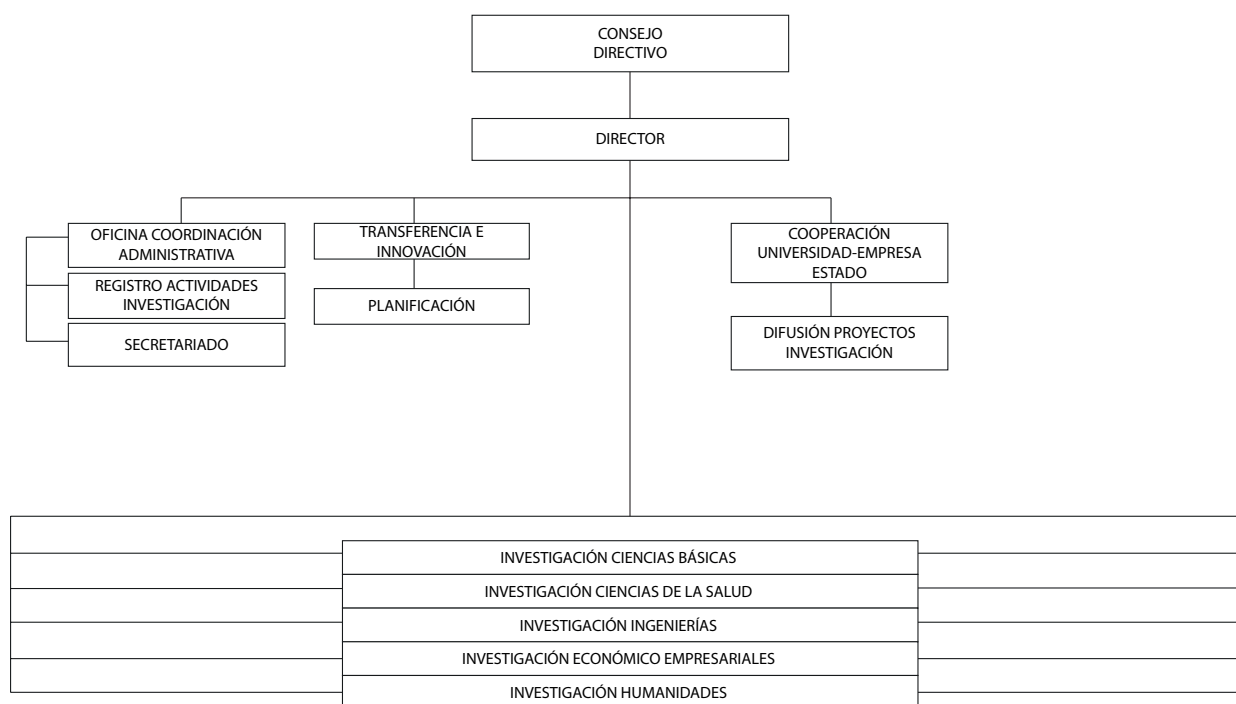 CONSEJO
DIRECTIVO
DIRECTOR
OFICINA COORDINACIÓN
ADMINISTRATIVA
REGISTRO ACTIVIDADES
INVESTIGACIÓN
SECRETARIADO
TRANSFERENCIA E
INNOVACIÓN
PLANIFICACIÓN
COOPERACIÓN
UNIVERSIDAD-EMPRESA
ESTADO
DIFUSIÓN PROYECTOS
INVESTIGACIÓN
INVESTIGACIÓN CIENCIAS BÁSICAS
INVESTIGACIÓN CIENCIAS DE LA SALUD
INVESTIGACIÓN INGENIERÍAS
INVESTIGACIÓN ECONÓMICO EMPRESARIALES
INVESTIGACIÓN HUMANIDADES